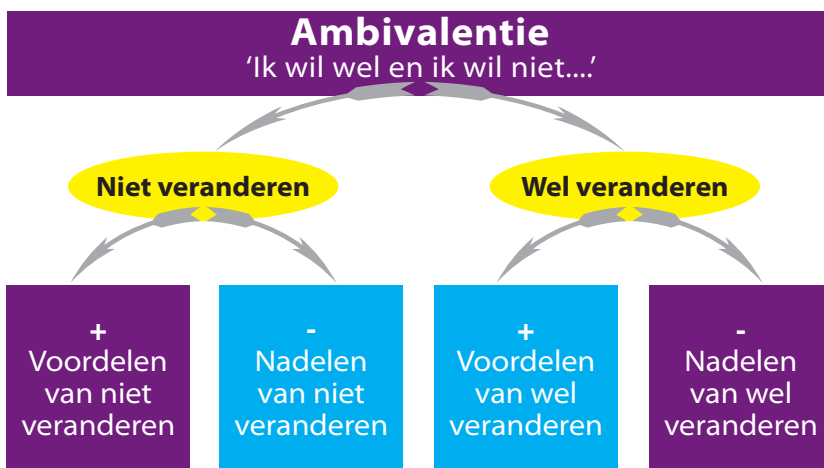 Ambivalentie
‘Ik wil wel en ik wil niet....’
Niet veranderen
Wel veranderen
+
Voordelen
van niet
veranderen
-
Nadelen
van niet
veranderen
+
Voordelen
van wel
veranderen
-
Nadelen
van wel
veranderen